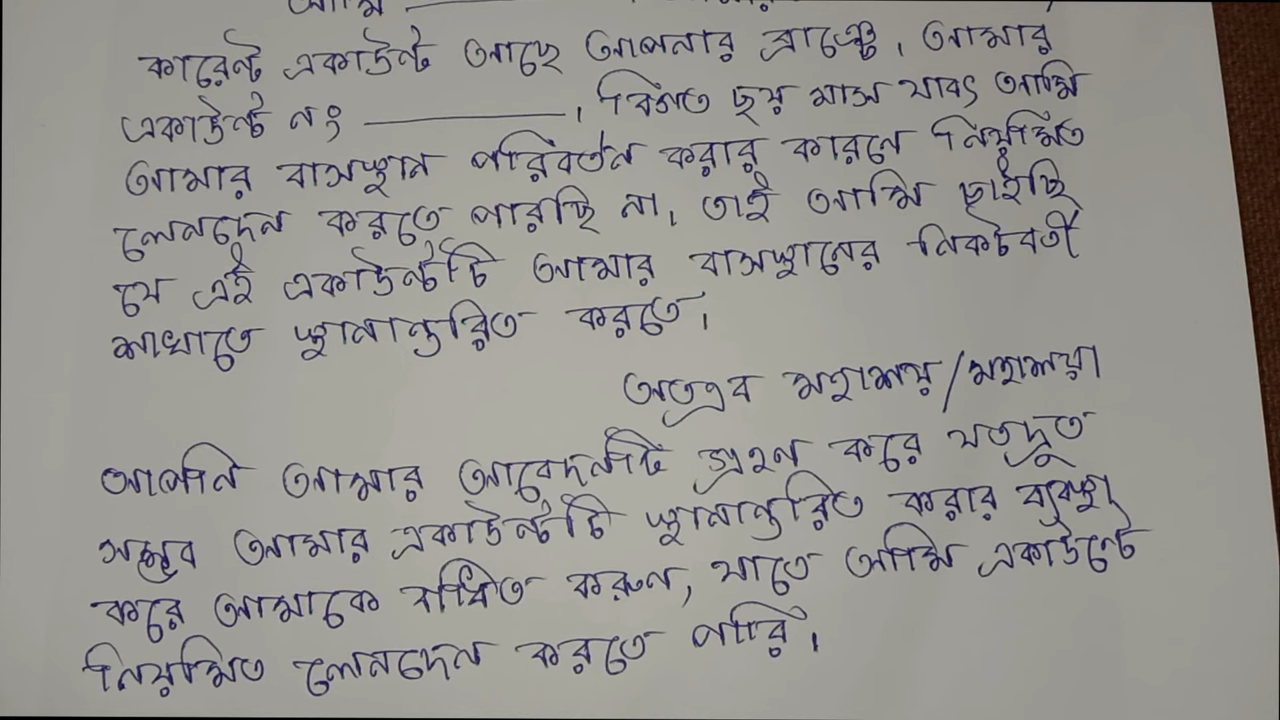 আমি ____________
কারেন্ট একাউন্ট আছে আপনার ব্রাঞ্চে। আমার
একাউন্ট নং ____________। বিগত ছয় মাস যাবৎ আমি
আমার বাসস্থান পরিবর্তন করার কারণে নিয়মিত
লেনদেন করতে পারছি না। তাই আমি চাইছি
যে এই একাউন্টটি আমার বাসস্থানের নিকটবর্তী
শাখাতে স্থানান্তরিত করতে।
অতএব মহাশয়/মহাশয়া
আপনি আমার আবেদনটি গ্রহণ করে যতদ্রুত
সম্ভব আমার একাউন্টটি স্থানান্তরিত করার ব্যবস্থা
করে আমাকে বাধিত করুন, যাতে আমি একাউন্টে
নিয়মিত লেনদেন করতে পারি।